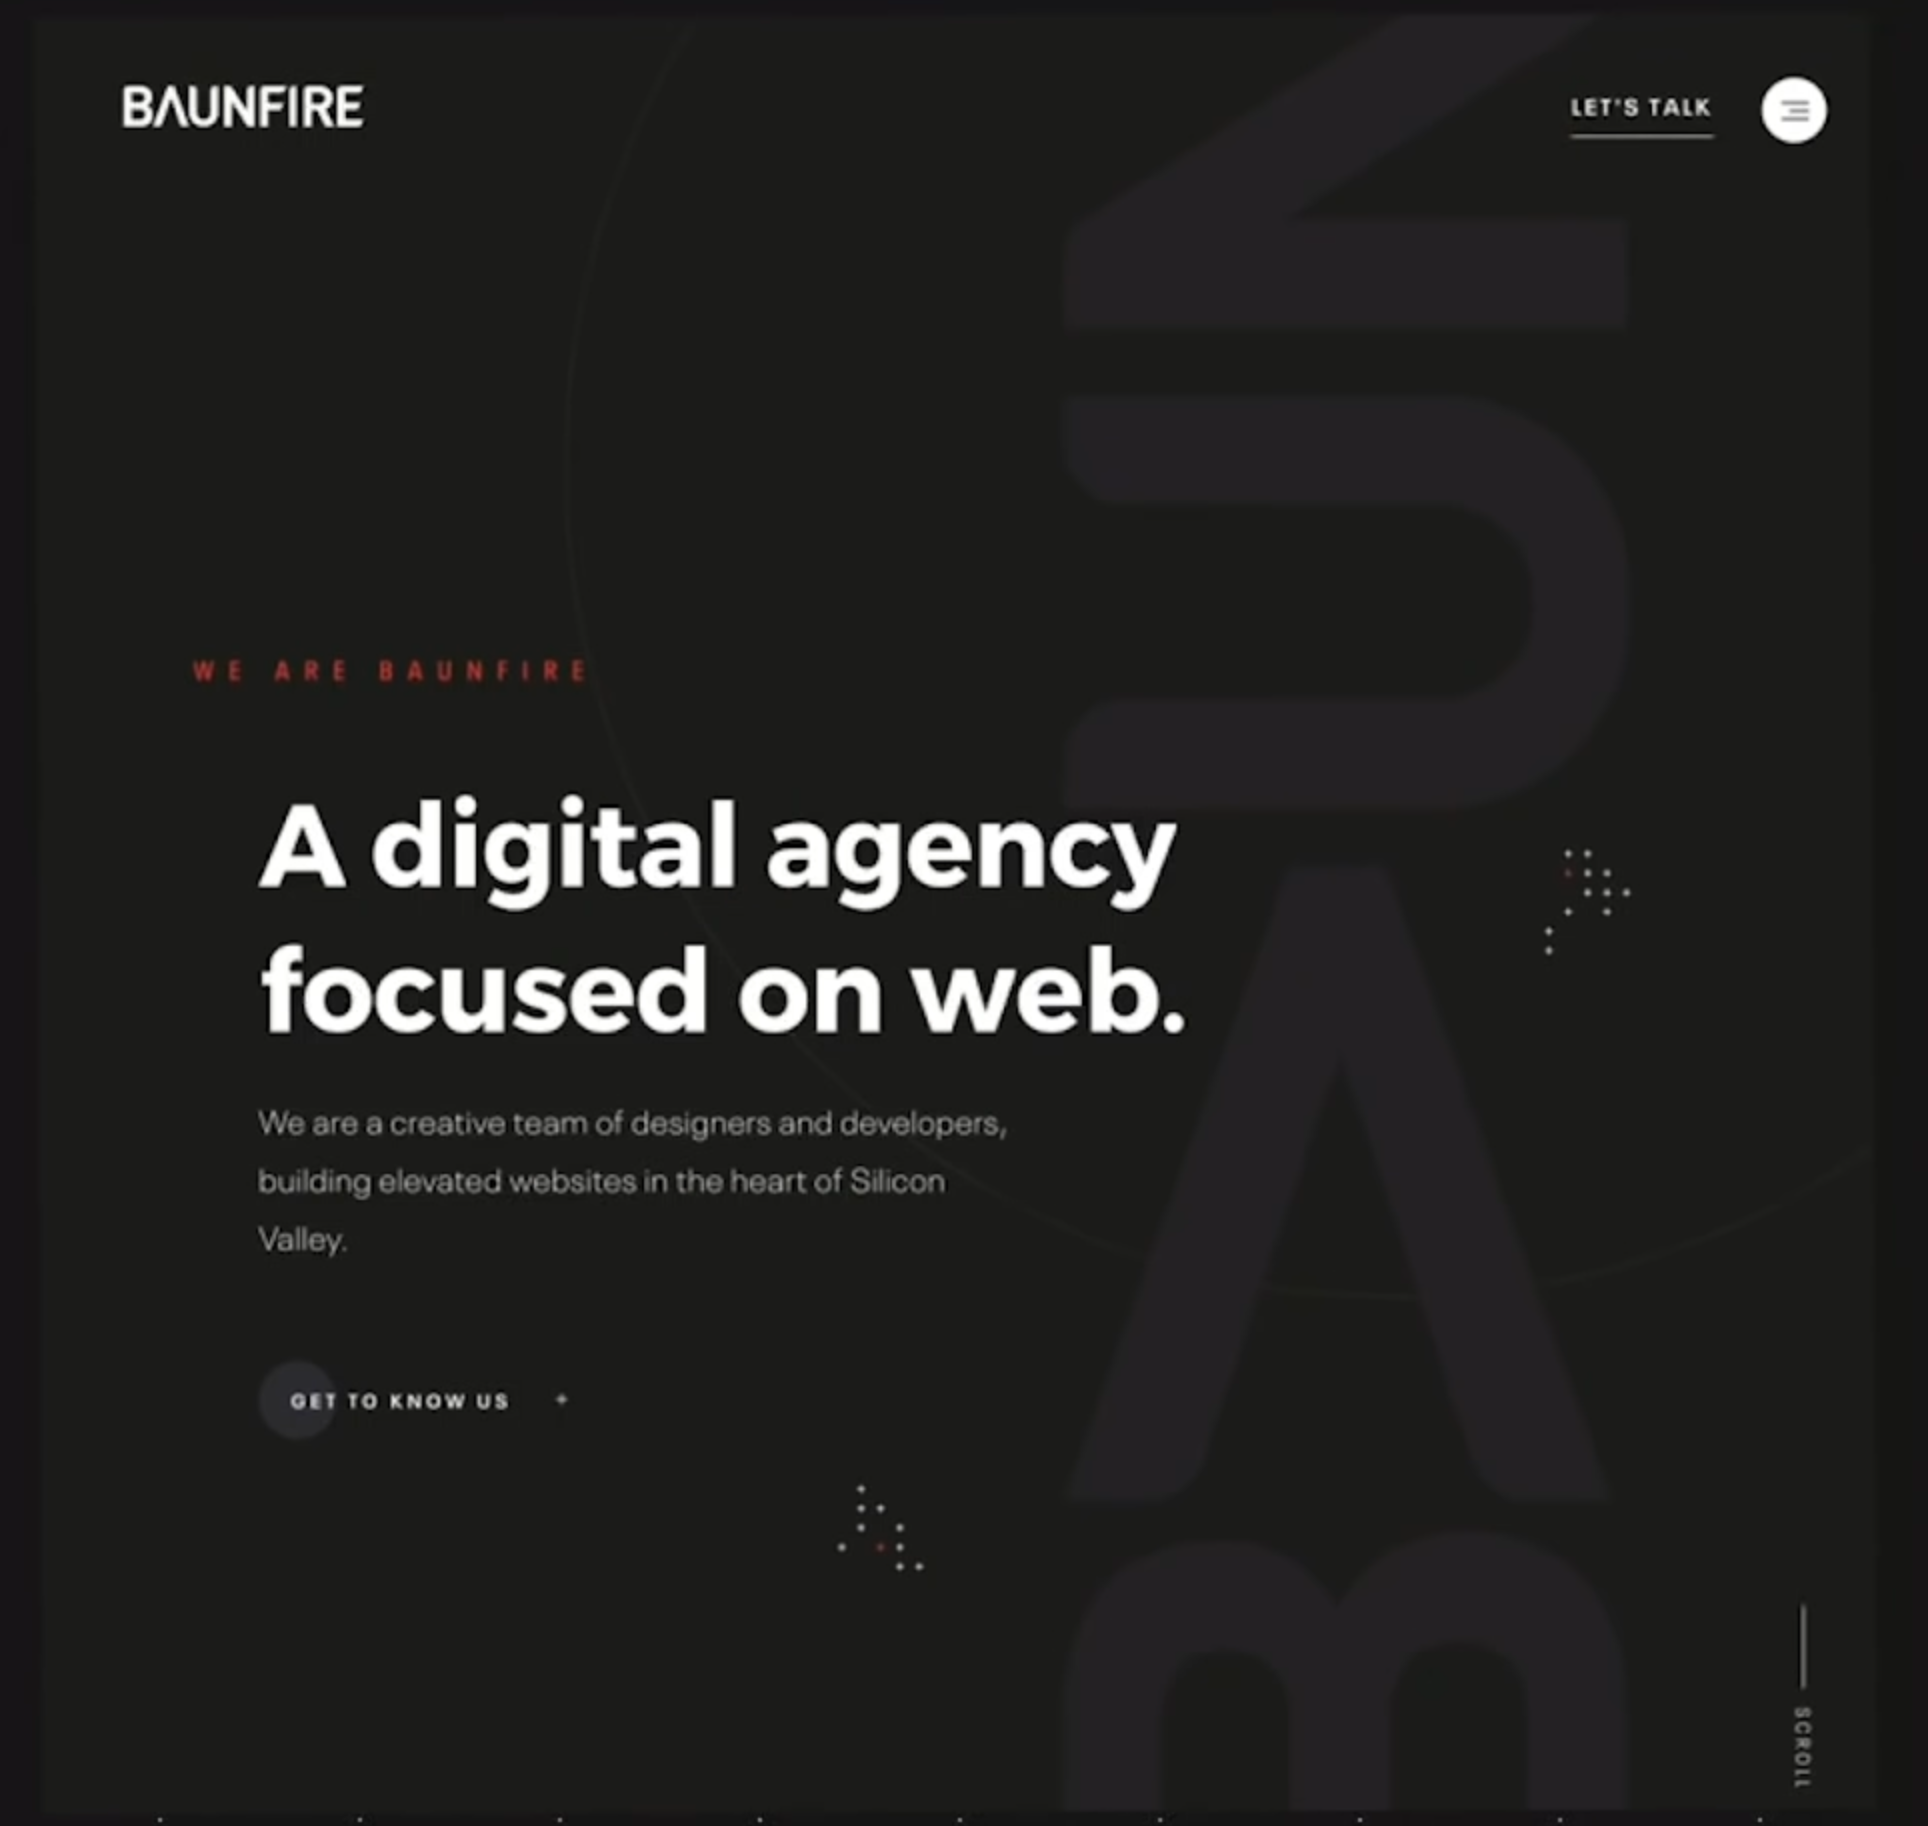 BAUNFIRE
LET'S TALK
WE ARE BAUNFIRE
A digital agency
focused on web.
We are a creative team of designers and developers,
building elevated websites in the heart of Silicon
Valley.
GET TO KNOW US +
SCROLL
BAUN